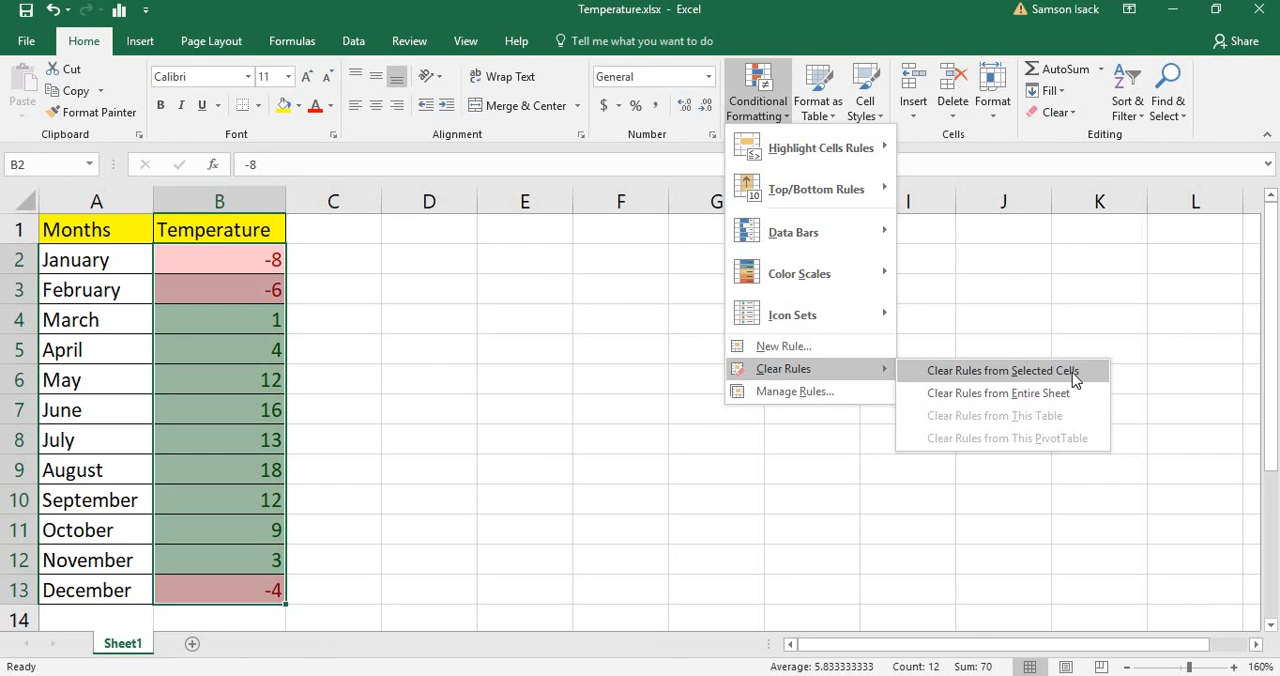 Temperature.xlsx - Excel
Samson Isack
File Home Insert Page Layout Formulas Data Review View Help Tell me what you want to do Share
Paste
Cut
Copy
Format Painter
Clipboard
Calibri 11
B I U A
Font
Wrap Text
Merge & Center
Alignment
General
$ % ,
Number
Conditional Formatting
Format as Table
Cell Styles
Insert Delete Format
Cells
AutoSum
Fill
Clear
Sort & Filter
Find & Select
Editing
B2 fx -8
Highlight Cells Rules
Top/Bottom Rules
Data Bars
Color Scales
Icon Sets
New Rule...
Clear Rules
Manage Rules...
Clear Rules from Selected Cells
Clear Rules from Entire Sheet
Clear Rules from This Table
Clear Rules from This PivotTable
A B C D E F G I J K L
1 Months Temperature
2 January -8
3 February -6
4 March 1
5 April 4
6 May 12
7 June 16
8 July 13
9 August 18
10 September 12
11 October 9
12 November 3
13 December -4
14
Sheet1
Ready Average: 5.833333333 Count: 12 Sum: 70 160%